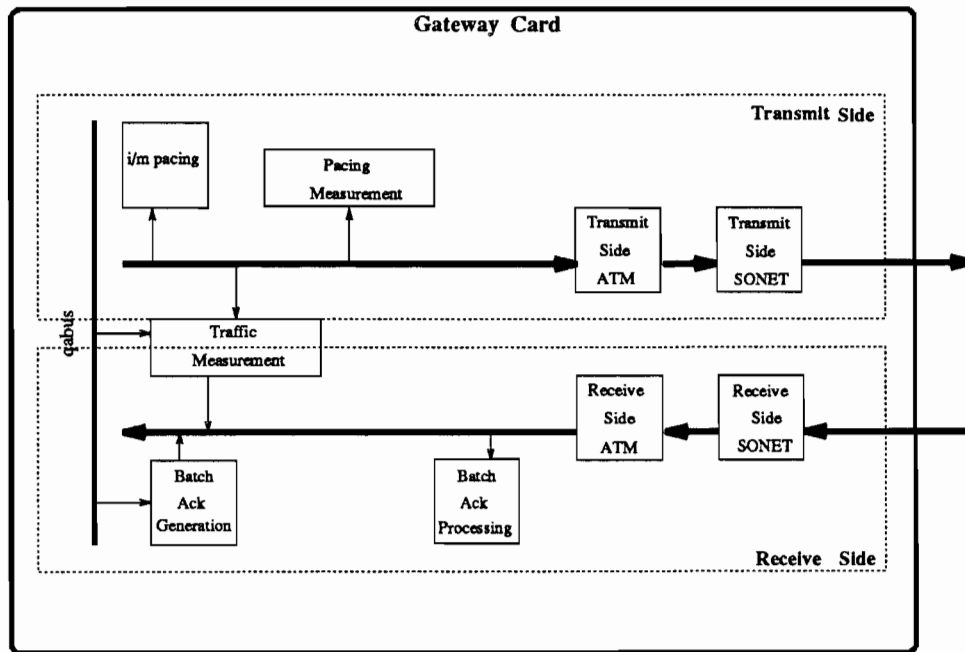 Gateway Card
Transmit Side
i/m pacing
Pacing
Measurement
Transmit
Side
ATM
Transmit
Side
SONET
qabus
Traffic
Measurement
Receive
Side
ATM
Receive
Side
SONET
Batch
Ack
Generation
Batch
Ack
Processing
Receive Side